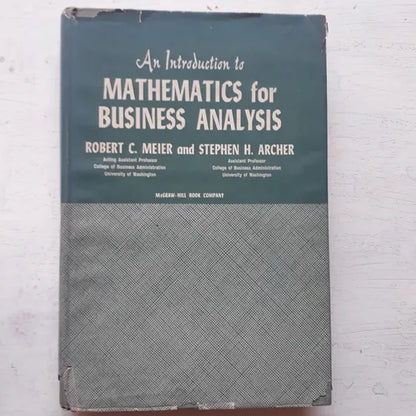 An Introduction to
MATHEMATICS for
BUSINESS ANALYSIS
ROBERT C. MEIER and STEPHEN H. ARCHER
Acting Assistant Professor
College of Business Administration
University of Washington
Assistant Professor
College of Business Administration
University of Washington
McGRAW-HILL BOOK COMPANY